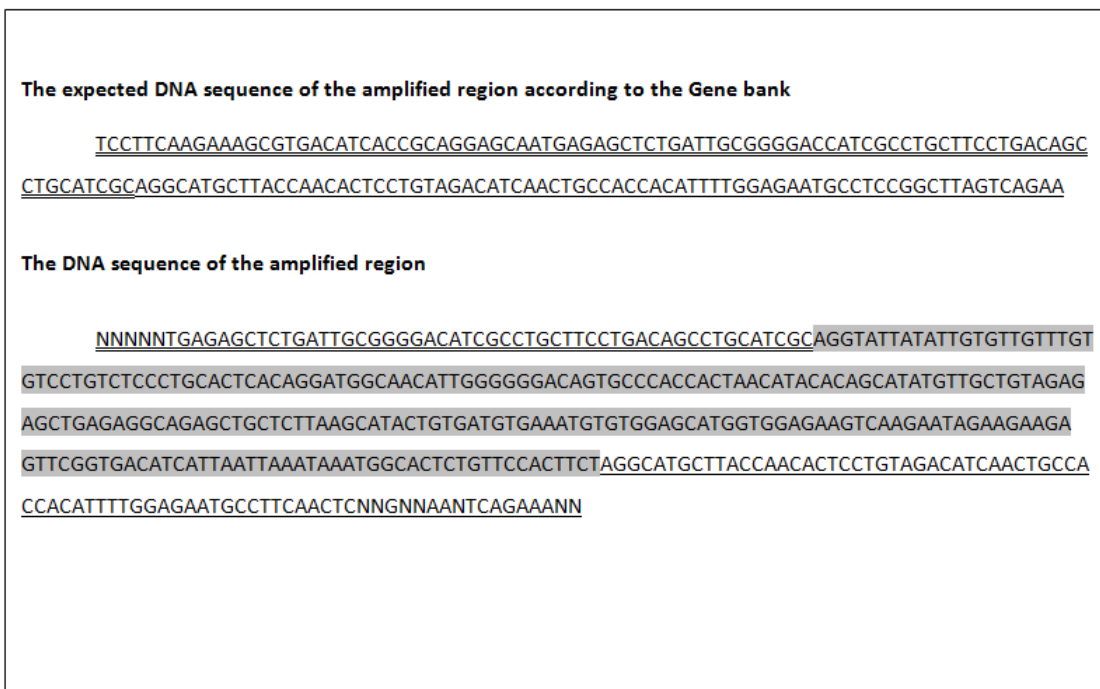 The expected DNA sequence of the amplified region according to the Gene bank
TCCTTCAAGAAAGCGTGACATCACCGCAGGAGCAATGAGAGCTCTGATTGCGGGGACCATCGCCTGCTTCCTGACAGC
CTGCATCGCAGGCATGCTTACCAACACTCCTGTAGACATCAACTGCCACCACATTTTGGAGAATGCCTCCGGCTTAGTCAGAA
The DNA sequence of the amplified region
NNNNNTGAGAGCTCTGATTGCGGGGACATCGCCTGCTTCCTGACAGCCTGCATCGCAGGTATTATATTGTGTTGTTTGT
GTCCTGTCTCCCTGCACTCACAGGATGGCAACATTGGGGGGACAGTGCCCACCACTAACATACACAGCATATGTTGCTGTAGAG
AGCTGAGAGGCAGAGCTGCTCTTAAGCATACTGTGATGTGAAATGTGTGGAGCATGGTGGAGAAGTCAAGAATAGAAGAAGA
GTTCGGTGACATCATTAATTAAATAAATGGCACTCTGTTCCACTTCTAGGCATGCTTACCAACACTCCTGTAGACATCAACTGCCA
CCACATTTTGGAGAATGCCTTCAACTCNNGNNAANTCAGAAANN